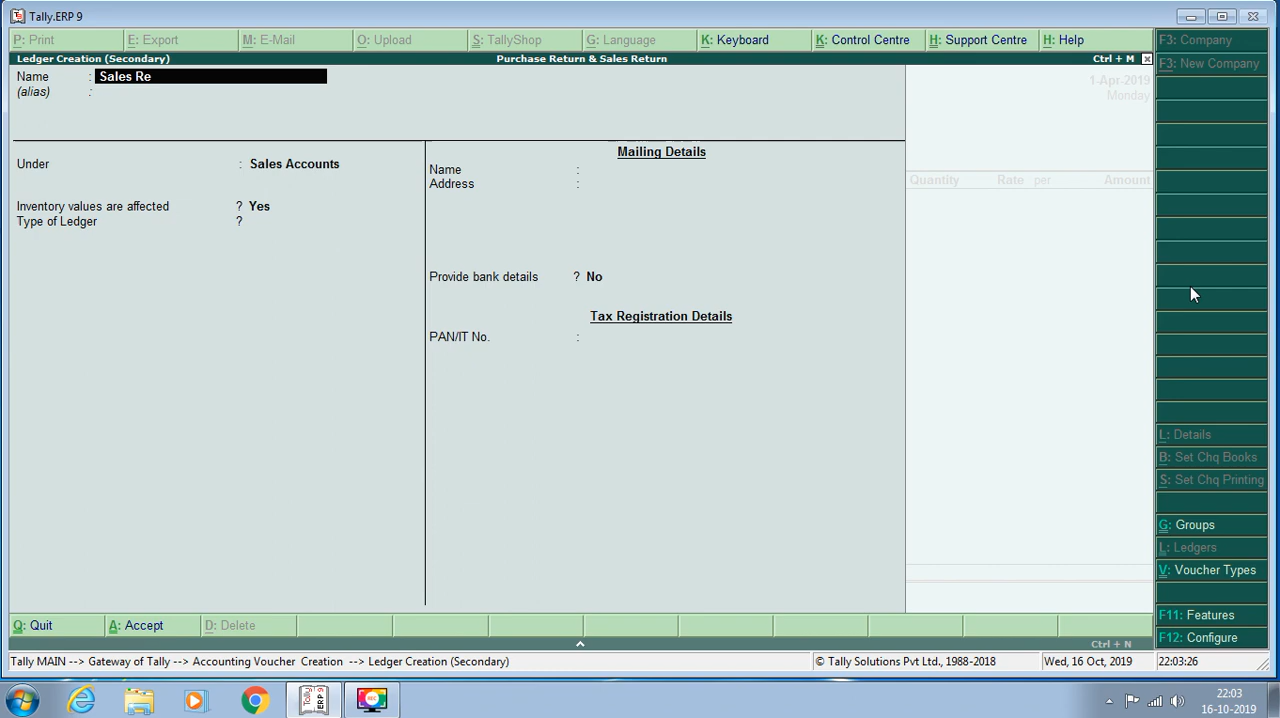 Tally.ERP 9
P: Print E: Export M: E-Mail O: Upload S: TallyShop G: Language K: Keyboard K: Control Centre H: Support Centre H: Help
F3: Company
Ledger Creation (Secondary) Purchase Return & Sales Return Ctrl + M
F3: New Company
Name : Sales Re
(alias) :
1-Apr-2019
Monday
Under : Sales Accounts
Inventory values are affected ? Yes
Type of Ledger ?
Mailing Details
Name :
Address :
Provide bank details ? No
Tax Registration Details
PAN/IT No. :
Quantity Rate per Amount
L: Details
B: Set Chq Books
S: Set Chq Printing
G: Groups
L: Ledgers
V: Voucher Types
F11: Features
F12: Configure
Q: Quit A: Accept D: Delete
Ctrl + N
Tally MAIN --> Gateway of Tally --> Accounting Voucher Creation --> Ledger Creation (Secondary) © Tally Solutions Pvt Ltd., 1988-2018 Wed, 16 Oct, 2019 22:03:26
Tally ERP 9
REC
22:03
16-10-2019